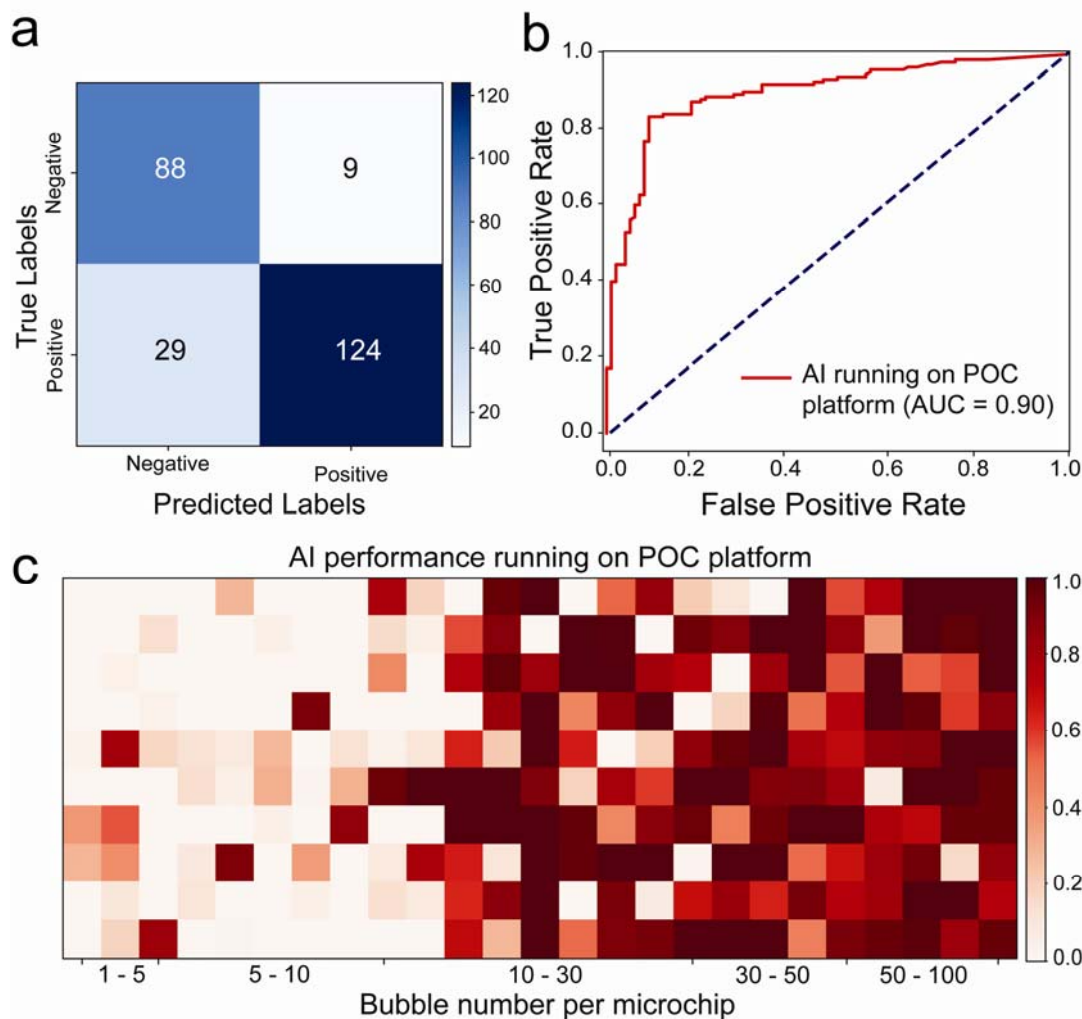 a
88
9
29
124
Negative
Positive
True Labels
Negative
Positive
Predicted Labels
120
100
80
60
40
20
b
1.0
0.8
0.6
0.4
0.2
0.0
True Positive Rate
AI running on POC
platform (AUC = 0.90)
0.0
0.2
0.4
0.6
0.8
1.0
False Positive Rate
c
AI performance running on POC platform
1.0
0.8
0.6
0.4
0.2
0.0
1 - 5
5 - 10
10 - 30
30 - 50
50 - 100
Bubble number per microchip